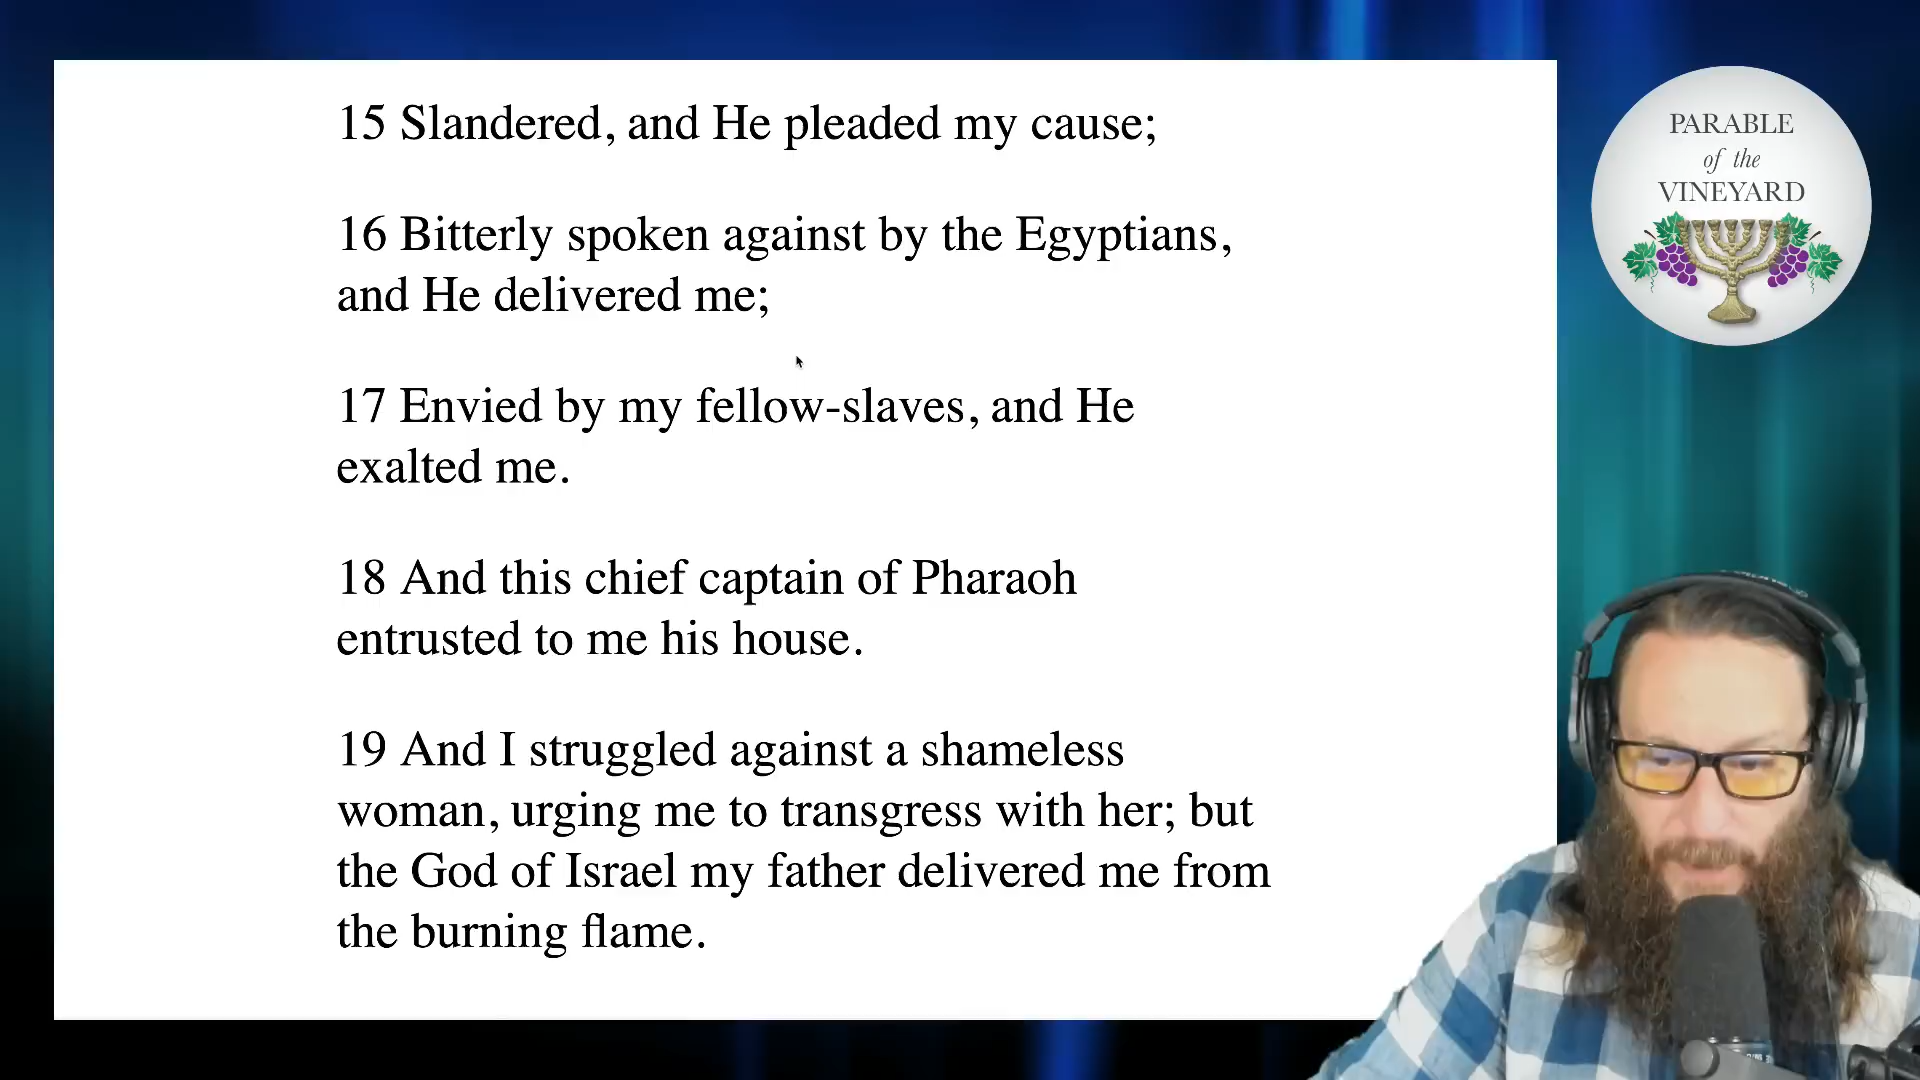 15 Slandered, and He pleaded my cause;
16 Bitterly spoken against by the Egyptians,
and He delivered me;
17 Envied by my fellow-slaves, and He
exalted me.
18 And this chief captain of Pharaoh
entrusted to me his house.
19 And I struggled against a shameless
woman, urging me to transgress with her; but
the God of Israel my father delivered me from
the burning flame.
PARABLE
of the
VINEYARD